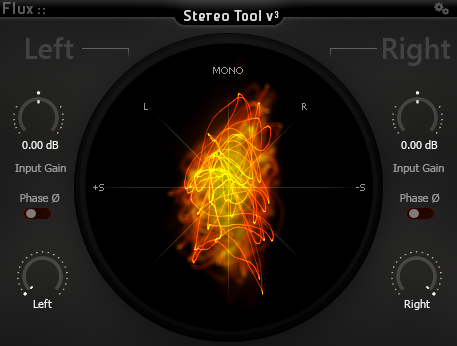 Flux::
Stereo Tool v3
Left
Right
MONO
L
R
0.00 dB
0.00 dB
Input Gain
Input Gain
+S
-S
Phase Ø
Phase Ø
Left
Right